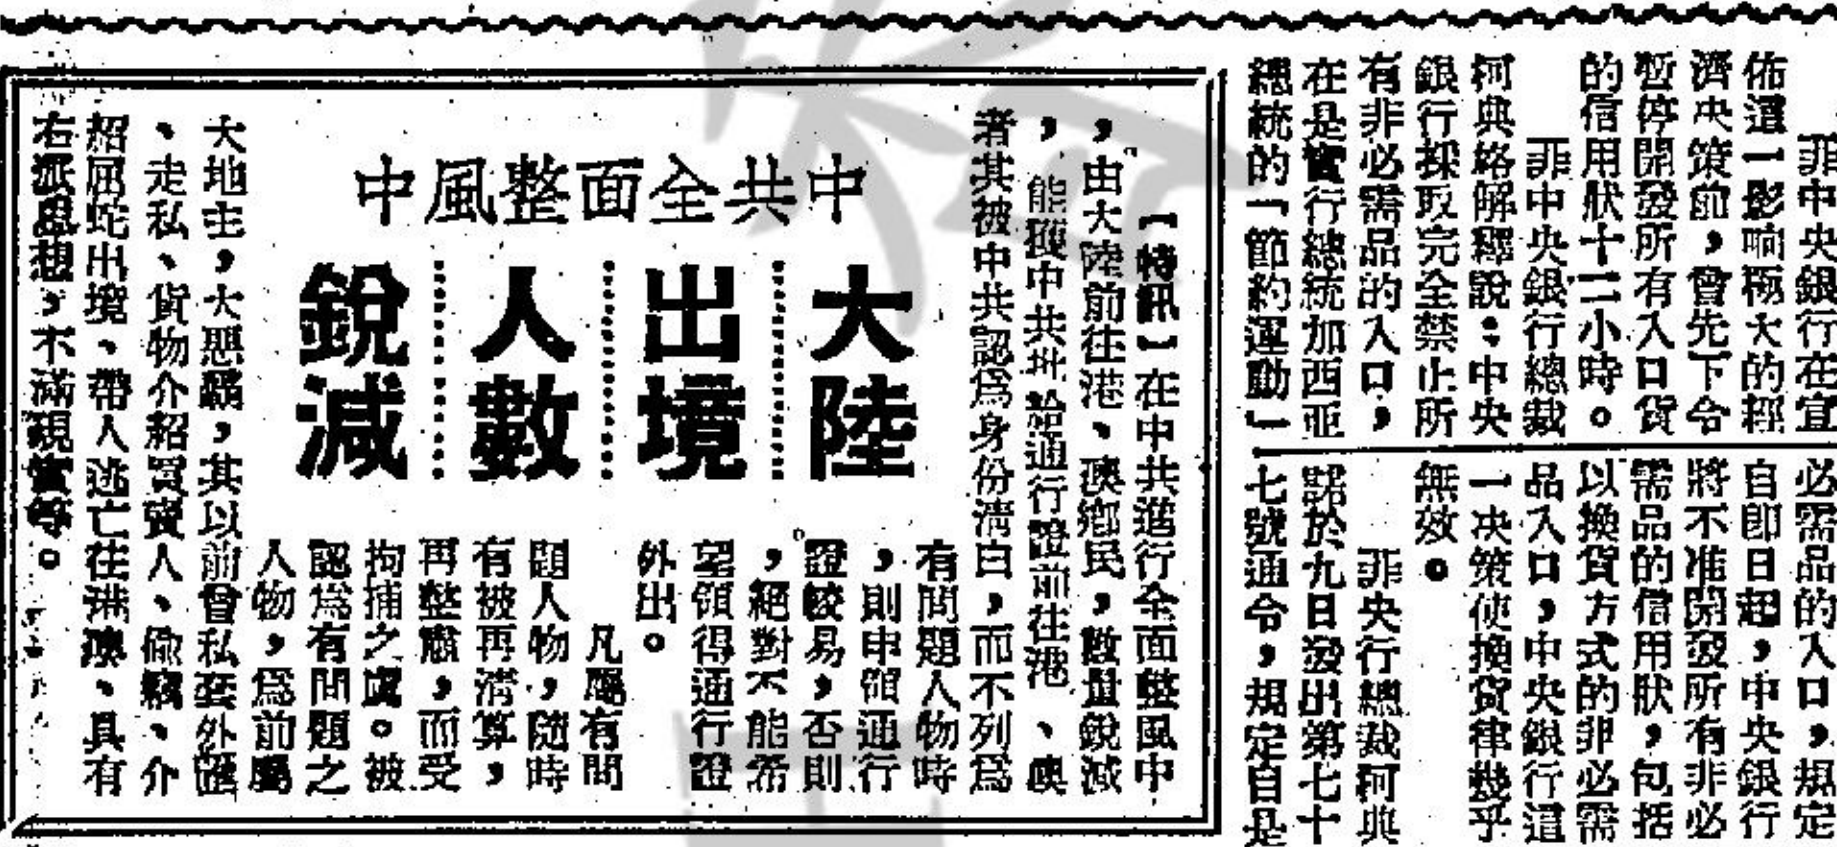 菲中央銀行在宣
佈這一影响極大的經
濟决策前，曾先下令
暫停開發所有入口貨
的信用狀十二小時。
菲中央銀行總裁
柯典絡解釋說：中央
銀行採取完全禁止所
有非必需品的入口，
在是實行總統加西亜
總統的「節約運動」
必需品的入口，規定
自卽日起，中央銀行
將不准開發所有非必
需品的信用狀，包括
以換貨方式的非必需
品入口，中央銀行這
一决策使換貨律幾乎
無效。
菲央行總裁柯典
諾於九日發出第七十
七號通令，規定自是
中共全面整風中
大陸
出境
人數
銳減
【特訊】在中共進行全面整風中
，由大陸前往港、澳鄉民，數量銳減
，能獲中共批給通行證前往港、澳
者其被中共認爲身份清白，而不列爲
有問題人物時
，則申領通行
證較易，否則
，絕對不能希
望領得通行證
外出。
凡屬有問
題人物，隨時
有被再清算，
再整應，而受
拘捕之虞。被
認爲有問題之
人物，爲前屬
大地主，大惡霸，其以前曾私套外匯
、走私、貨物介紹買賣人、偷竊、介
紹屈蛇出境、帶人逃亡往港澳、具有
右派思想，不滿現實等。